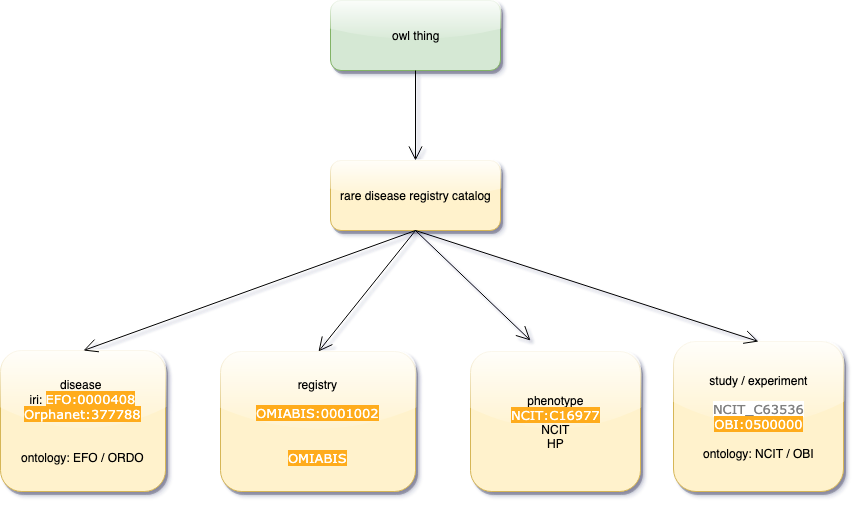 owl thing
rare disease registry catalog
disease
iri: EFO:0000408
Orphanet:377788
ontology: EFO / ORDO
registry
OMIABIS:0001002
OMIABIS
phenotype
NCIT:C16977
NCIT
HP
study / experiment
NCIT_C63536
OBI:0500000
ontology: NCIT / OBI